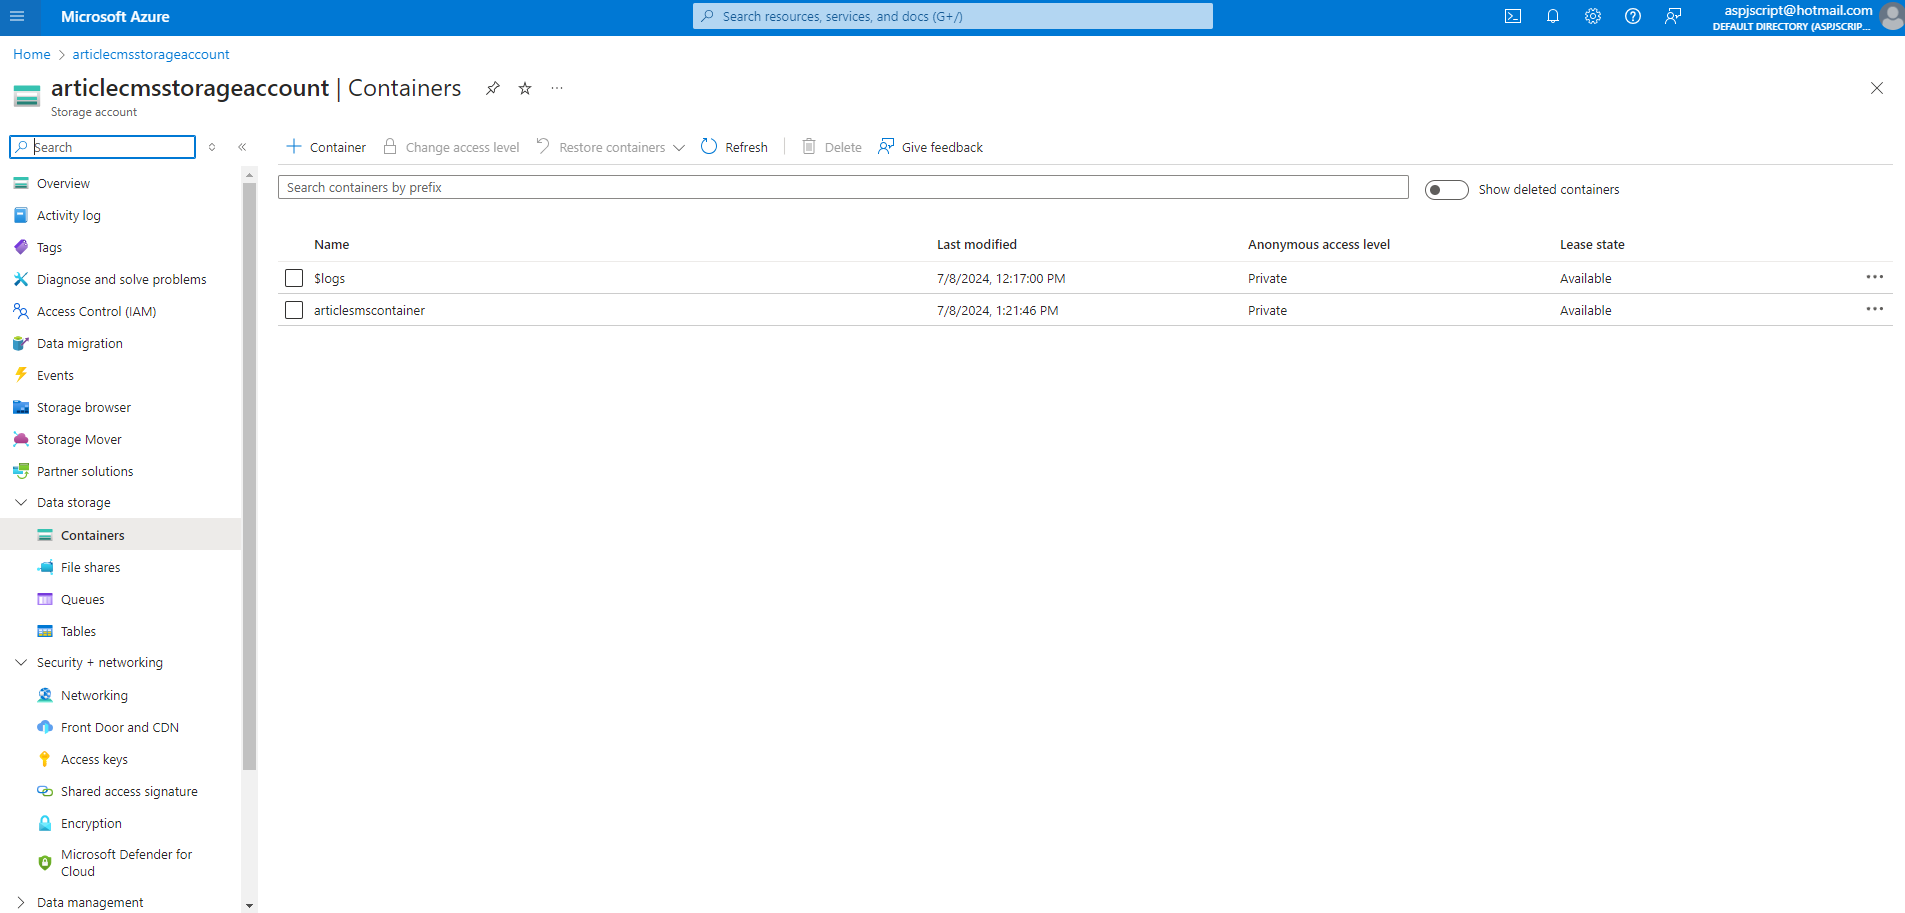 Microsoft Azure
Search resources, services, and docs (G+/)
aspjscript@hotmail.com
DEFAULT DIRECTORY (ASPJSCRIP...
Home > articlecmsstorageaccount
articlecmsstorageaccount | Containers
Storage account
Search
Container
Change access level
Restore containers
Refresh
Delete
Give feedback
Overview
Activity log
Tags
Diagnose and solve problems
Access Control (IAM)
Data migration
Events
Storage browser
Storage Mover
Partner solutions
Data storage
Containers
File shares
Queues
Tables
Security + networking
Networking
Front Door and CDN
Access keys
Shared access signature
Encryption
Microsoft Defender for
Cloud
Data management
Search containers by prefix
Show deleted containers
Name Last modified Anonymous access level Lease state
$logs 7/8/2024, 12:17:00 PM Private Available
articlesmscontainer 7/8/2024, 1:21:46 PM Private Available